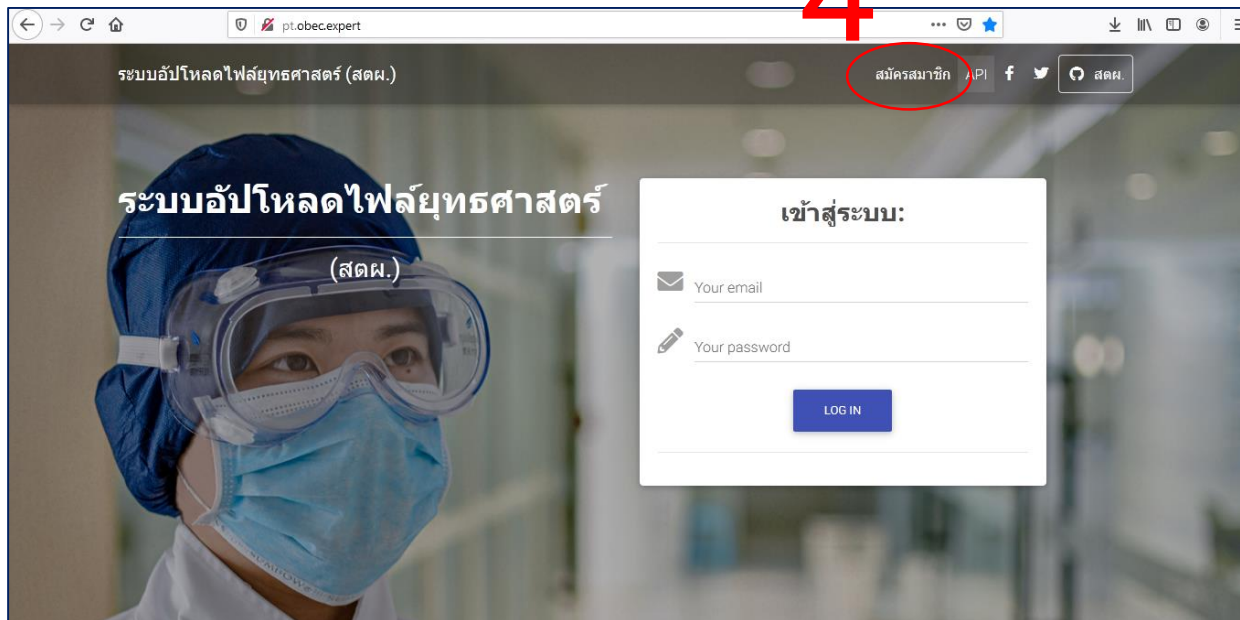 4
pt.obec.expert
ระบบอัปโหลดไฟล์ยุทธศาสตร์ (สตผ.)
สมัครสมาชิก API สตผ.
ระบบอัปโหลดไฟล์ยุทธศาสตร์
(สตผ.)
เข้าสู่ระบบ:
Your email
Your password
LOG IN